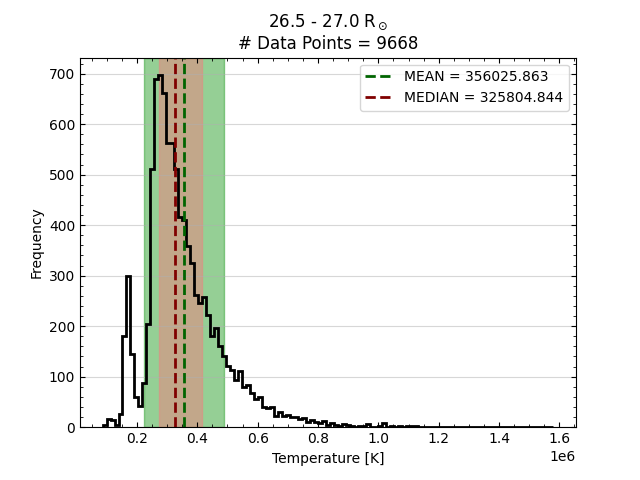 26.5 - 27.0 R⊙
# Data Points = 9668
MEAN = 356025.863
MEDIAN = 325804.844
Frequency
700
600
500
400
300
200
100
0
0.2 0.4 0.6 0.8 1.0 1.2 1.4 1.6
1e6
Temperature [K]